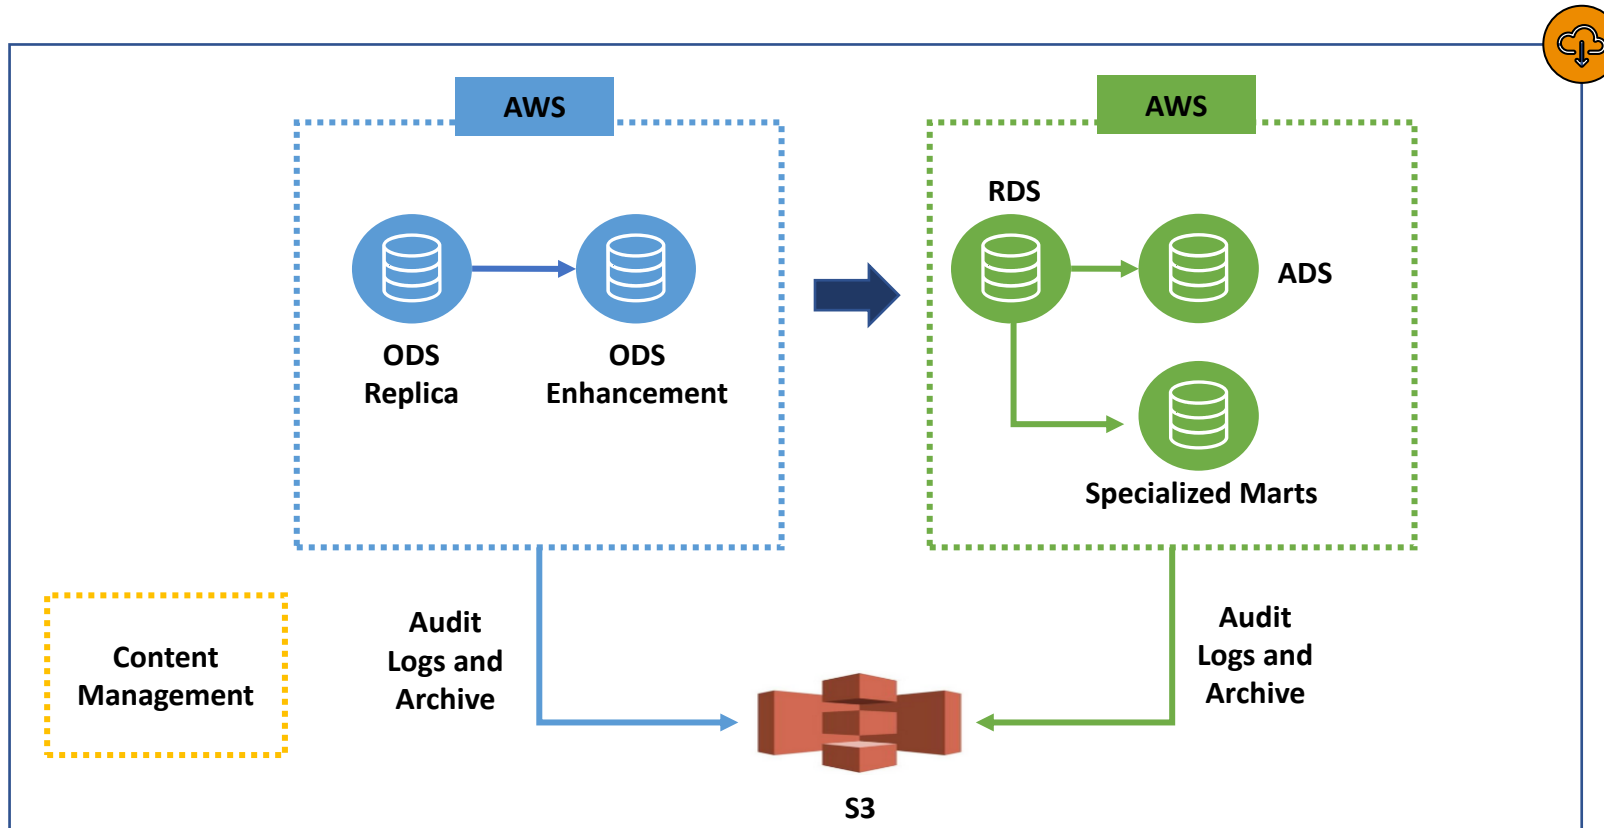 AWS
ODS
Replica
ODS
Enhancement
AWS
RDS
ADS
Specialized Marts
Content
Management
Audit
Logs and
Archive
Audit
Logs and
Archive
S3